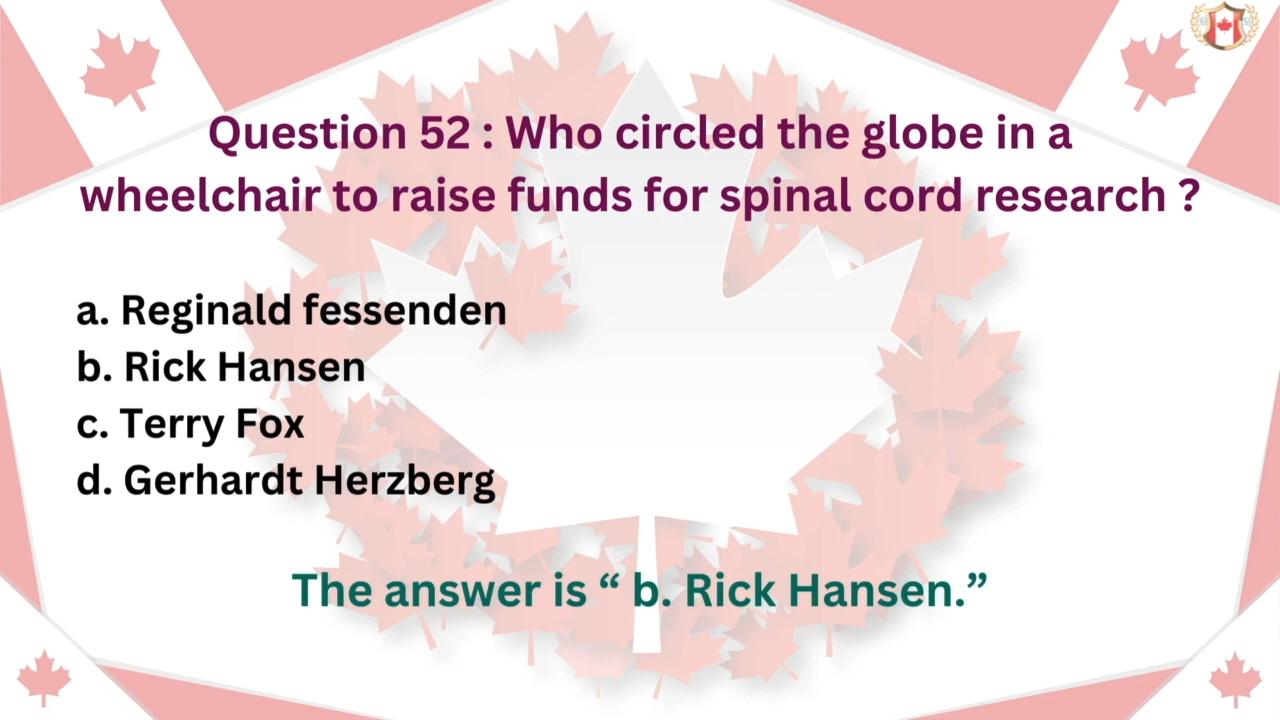 Question 52 : Who circled the globe in a
wheelchair to raise funds for spinal cord research ?
a. Reginald fessenden
b. Rick Hansen
c. Terry Fox
d. Gerhardt Herzberg
The answer is “ b. Rick Hansen.”